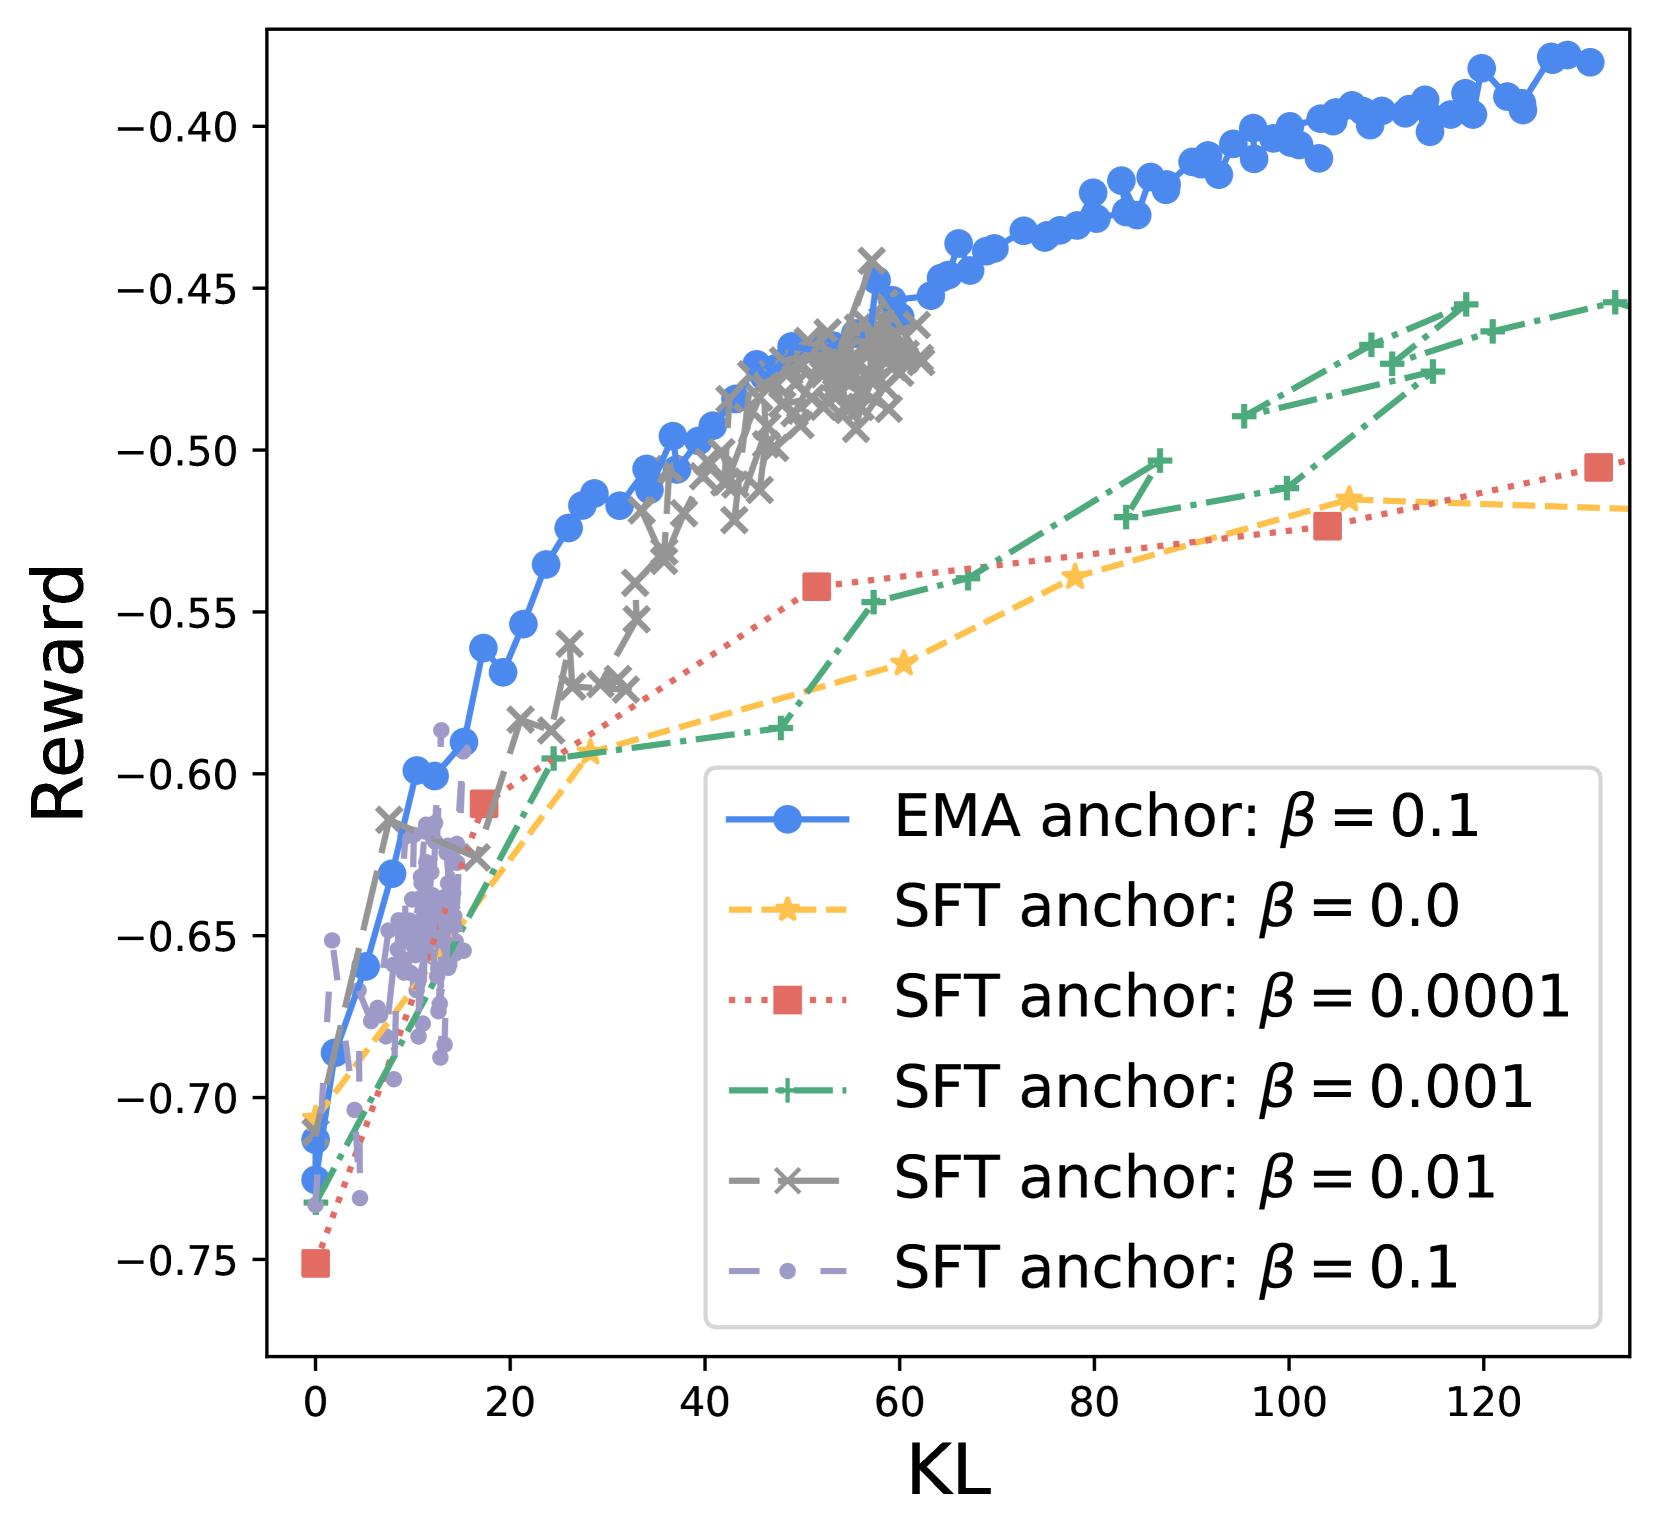 Reward
−0.40
−0.45
−0.50
−0.55
−0.60
−0.65
−0.70
−0.75
EMA anchor: β = 0.1
SFT anchor: β = 0.0
SFT anchor: β = 0.0001
SFT anchor: β = 0.001
SFT anchor: β = 0.01
SFT anchor: β = 0.1
0 20 40 60 80 100 120
KL